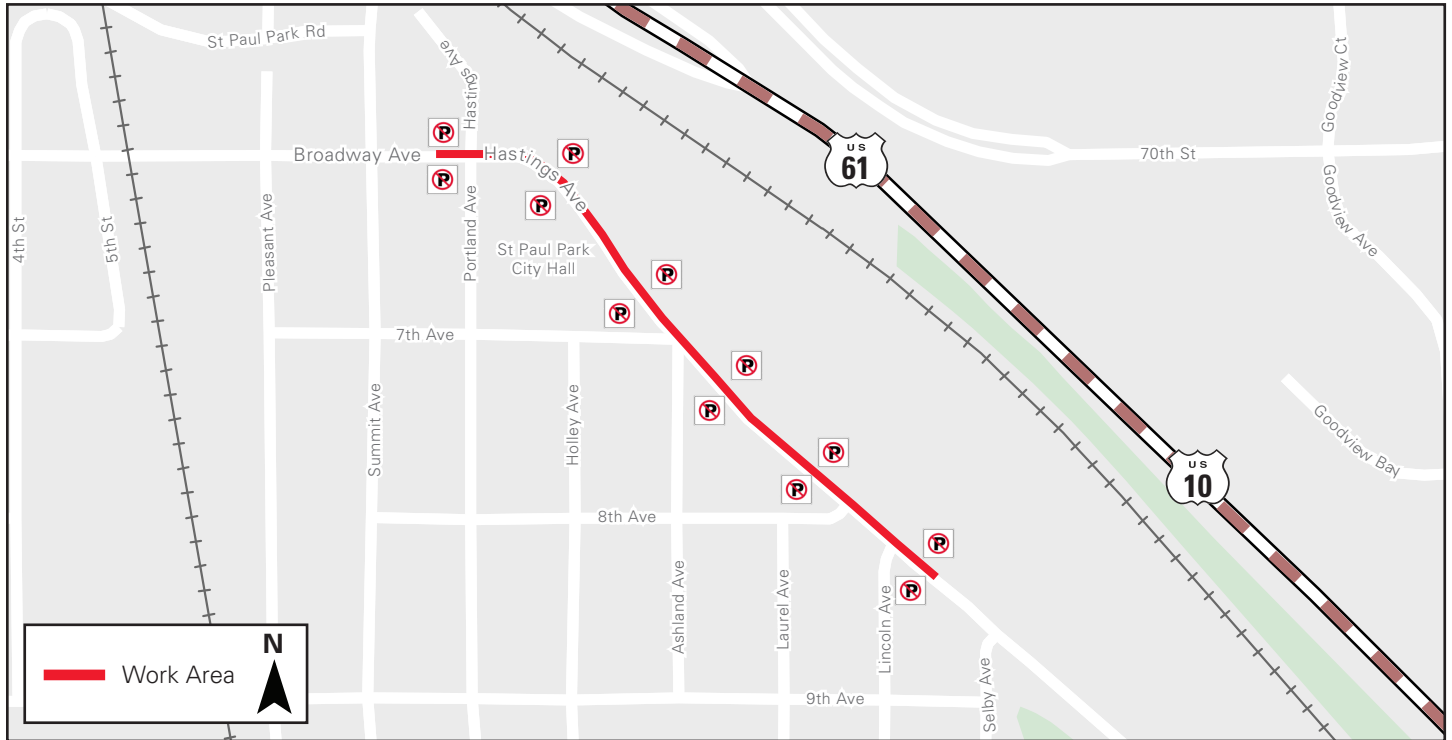 St Paul Park Rd
Hastings Ave
Goodview Ct
Broadway Ave
Hastings Ave
P
P
P
P
US
61
70th St
4th St
5th St
Pleasant Ave
Portland Ave
St Paul Park
City Hall
Goodview Ave
P
P
7th Ave
P
P
Summit Ave
Holley Ave
Goodview Bay
P
P
US
10
8th Ave
P
P
Ashland Ave
Laurel Ave
Lincoln Ave
Selby Ave
9th Ave
Work Area
N